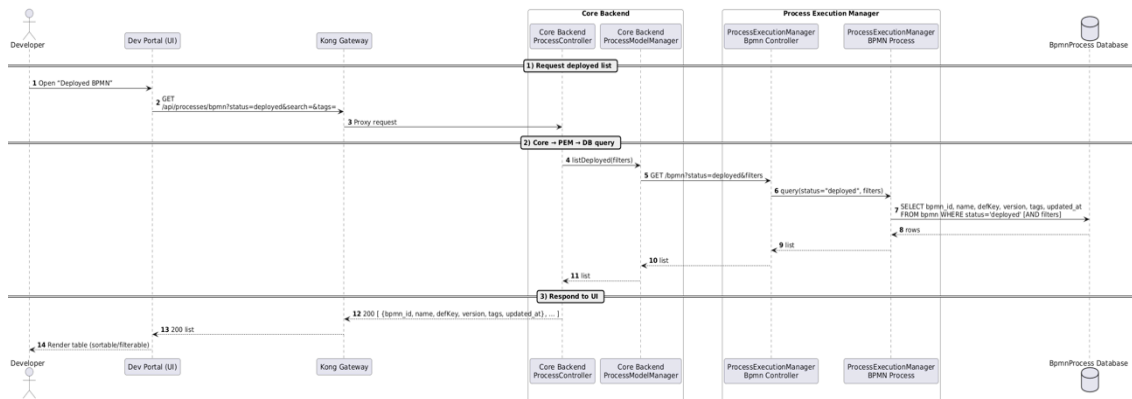 Core Backend
Process Execution Manager
Developer
Dev Portal (UI)
Kong Gateway
Core Backend
ProcessController
Core Backend
ProcessModelManager
ProcessExecutionManager
Bpmn Controller
ProcessExecutionManager
BPMN Process
BpmnProcess Database
1) Request deployed list
1 Open "Deployed BPMN"
2 GET
/api/processes/bpmn?status=deployed&search=&tags=
3 Proxy request
2) Core → PEM → DB query
4 listDeployed(filters)
5 GET /bpmn?status=deployed&filters
6 query(status="deployed", filters)
7 SELECT bpmn_id, name, defKey, version, tags, updated_at
FROM bpmn WHERE status='deployed' [AND filters]
8 rows
9 list
10 list
11 list
3) Respond to UI
12 200 [ {bpmn_id, name, defKey, version, tags, updated_at}, ... ]
13 200 list
14 Render table (sortable/filterable)
Developer
Dev Portal (UI)
Kong Gateway
Core Backend
ProcessController
Core Backend
ProcessModelManager
ProcessExecutionManager
Bpmn Controller
ProcessExecutionManager
BPMN Process
BpmnProcess Database